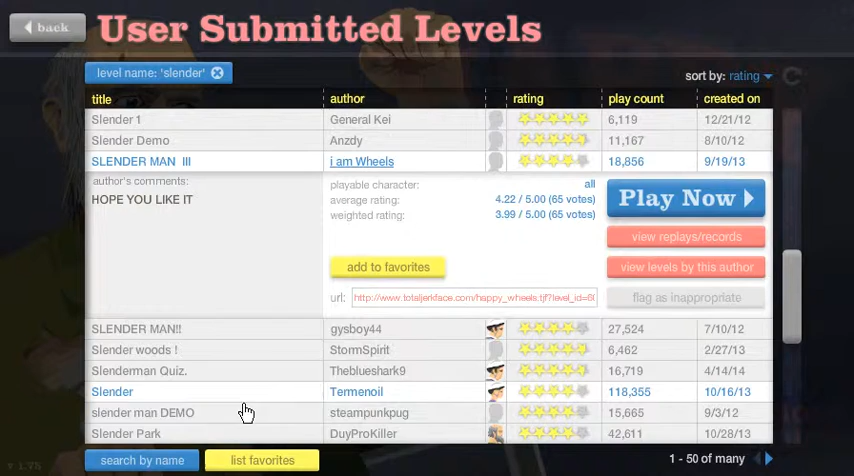 back User Submitted Levels
level name: 'slender' sort by: rating
title author rating play count created on
Slender 1 General Kei 6,119 12/21/12
Slender Demo Anzdy 11,167 8/10/12
SLENDER MAN III i am Wheels 18,856 9/19/13
author's comments: playable character: all Play Now
HOPE YOU LIKE IT average rating: 4.22 / 5.00 (65 votes)
weighted rating: 3.99 / 5.00 (65 votes)
view replays/records
add to favorites view levels by this author
url: http://www.totaljerkface.com/happy_wheels.tjf?level_id=6( flag as inappropriate
SLENDER MAN!! gysboy44 27,524 7/10/12
Slender woods ! StormSpirit 6,462 2/27/13
Slenderman Quiz. Theblueshark9 16,719 4/14/14
Slender Termenoil 118,355 10/16/13
slender man DEMO steampunkpug 15,665 9/3/12
Slender Park DuyProKiller 42,611 10/28/13
search by name list favorites 1 - 50 of many